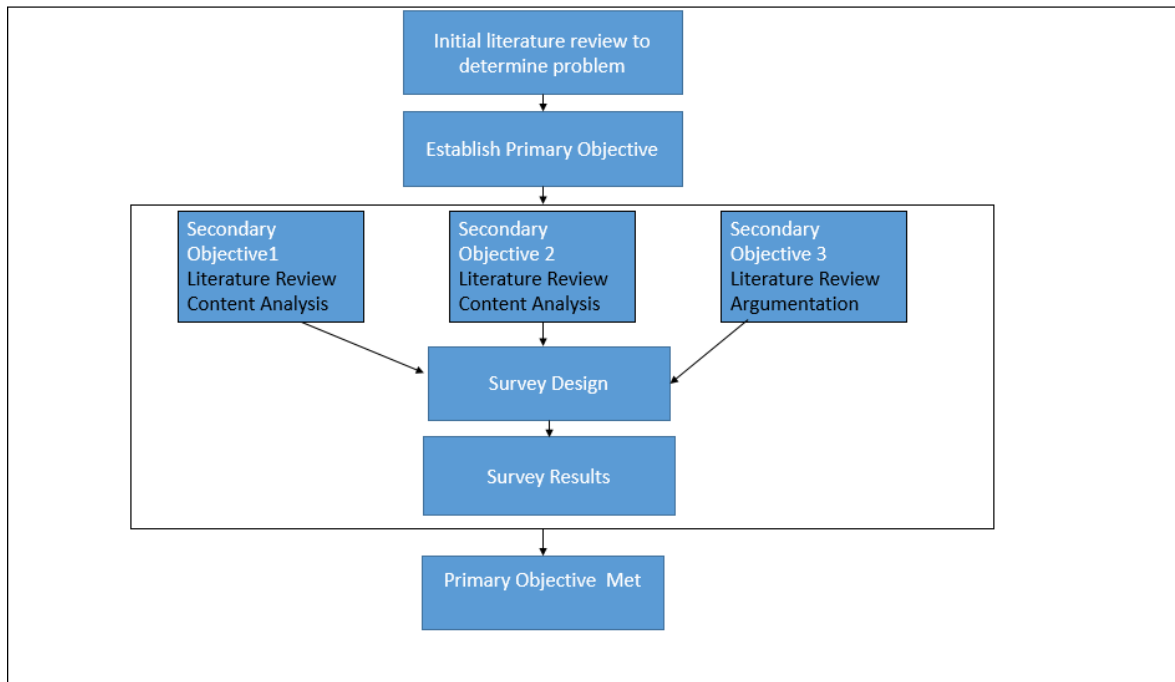 Initial literature review to
determine problem
Establish Primary Objective
Secondary
Objective1
Literature Review
Content Analysis
Secondary
Objective 2
Literature Review
Content Analysis
Secondary
Objective 3
Literature Review
Argumentation
Survey Design
Survey Results
Primary Objective  Met